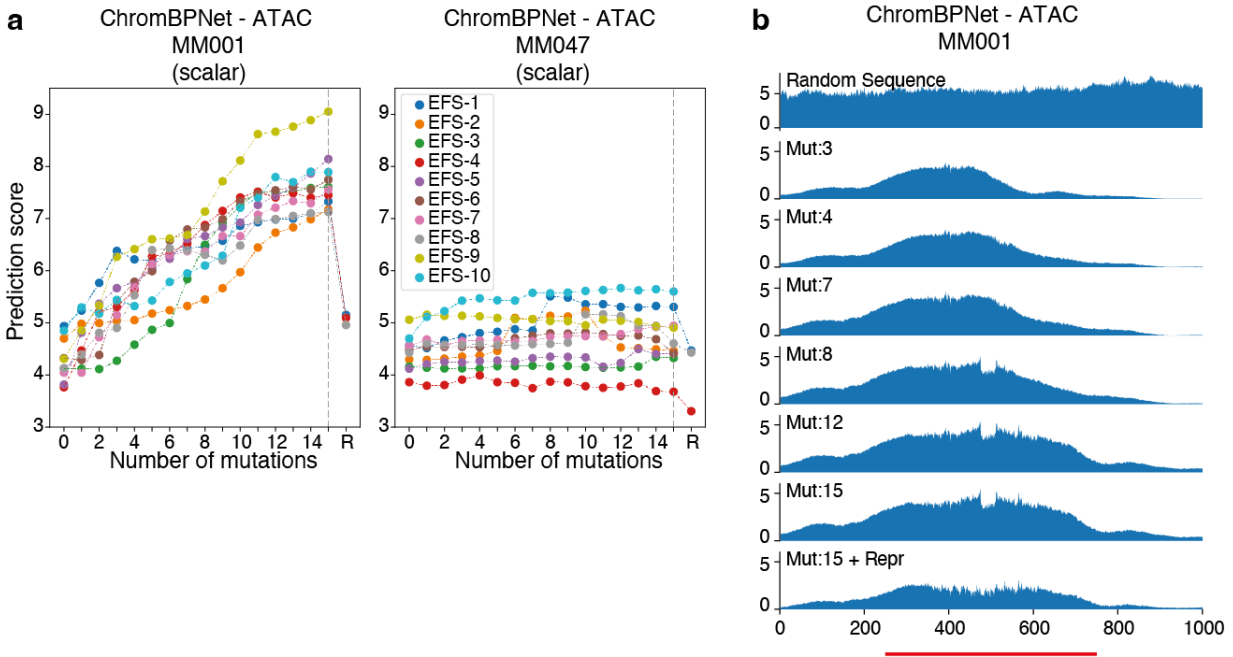 a
ChromBPNet - ATAC
MM001
(scalar)
Prediction score
9
8
7
6
5
4
3
0 2 4 6 8 10 12 14 R
Number of mutations
ChromBPNet - ATAC
MM047
(scalar)
9
8
7
6
5
4
3
EFS-1
EFS-2
EFS-3
EFS-4
EFS-5
EFS-6
EFS-7
EFS-8
EFS-9
EFS-10
0 2 4 6 8 10 12 14 R
Number of mutations
b
ChromBPNet - ATAC
MM001
Random Sequence
5
0
Mut:3
5
0
Mut:4
5
0
Mut:7
5
0
Mut:8
5
0
Mut:12
5
0
Mut:15
5
0
Mut:15 + Repr
5
0
0 200 400 600 800 1000